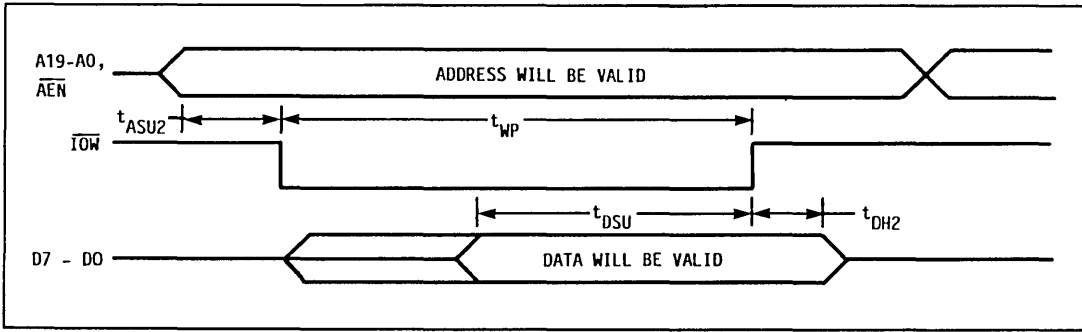 A19-A0,
AEN
ADDRESS WILL BE VALID
tASU2
tWP
IOW
tDSU
tDH2
D7 - D0
DATA WILL BE VALID